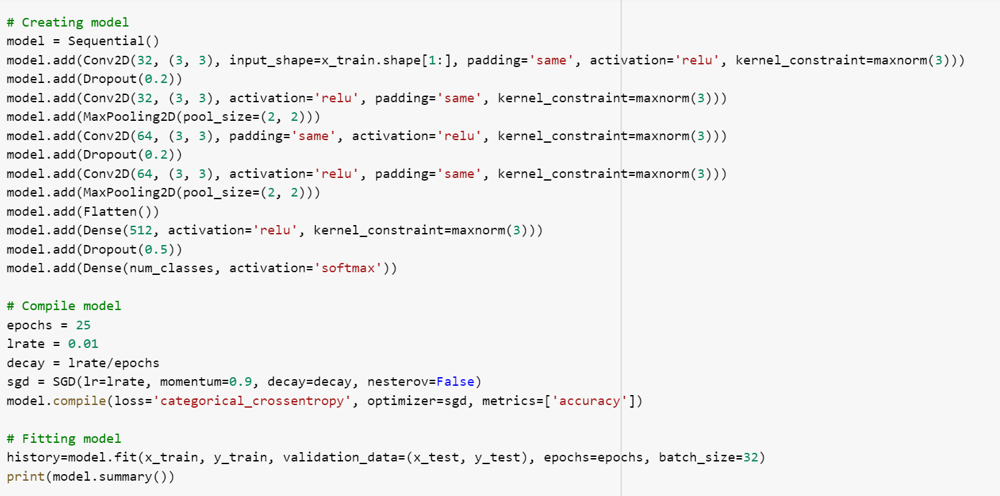 # Creating model
model = Sequential()
model.add(Conv2D(32, (3, 3), input_shape=x_train.shape[1:], padding='same', activation='relu', kernel_constraint=maxnorm(3)))
model.add(Dropout(0.2))
model.add(Conv2D(32, (3, 3), activation='relu', padding='same', kernel_constraint=maxnorm(3)))
model.add(MaxPooling2D(pool_size=(2, 2)))
model.add(Conv2D(64, (3, 3), padding='same', activation='relu', kernel_constraint=maxnorm(3)))
model.add(Dropout(0.2))
model.add(Conv2D(64, (3, 3), activation='relu', padding='same', kernel_constraint=maxnorm(3)))
model.add(MaxPooling2D(pool_size=(2, 2)))
model.add(Flatten())
model.add(Dense(512, activation='relu', kernel_constraint=maxnorm(3)))
model.add(Dropout(0.5))
model.add(Dense(num_classes, activation='softmax'))

# Compile model
epochs = 25
lrate = 0.01
decay = lrate/epochs
sgd = SGD(lr=lrate, momentum=0.9, decay=decay, nesterov=False)
model.compile(loss='categorical_crossentropy', optimizer=sgd, metrics=['accuracy'])

# Fitting model
history=model.fit(x_train, y_train, validation_data=(x_test, y_test), epochs=epochs, batch_size=32)
print(model.summary())